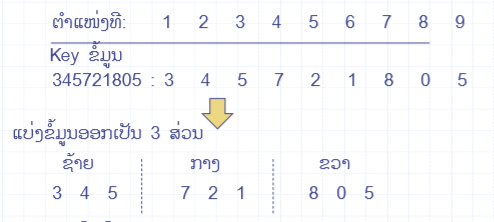 ຕຳແໜ່ງທີ: 1 2 3 4 5 6 7 8 9
Key ຂໍ້ມູນ
345721805 : 3 4 5 7 2 1 8 0 5
ແບ່ງຂໍ້ມູນອອກເປັນ 3 ສ່ວນ
ຊ້າຍ ກາງ ຂວາ
3 4 5 7 2 1 8 0 5